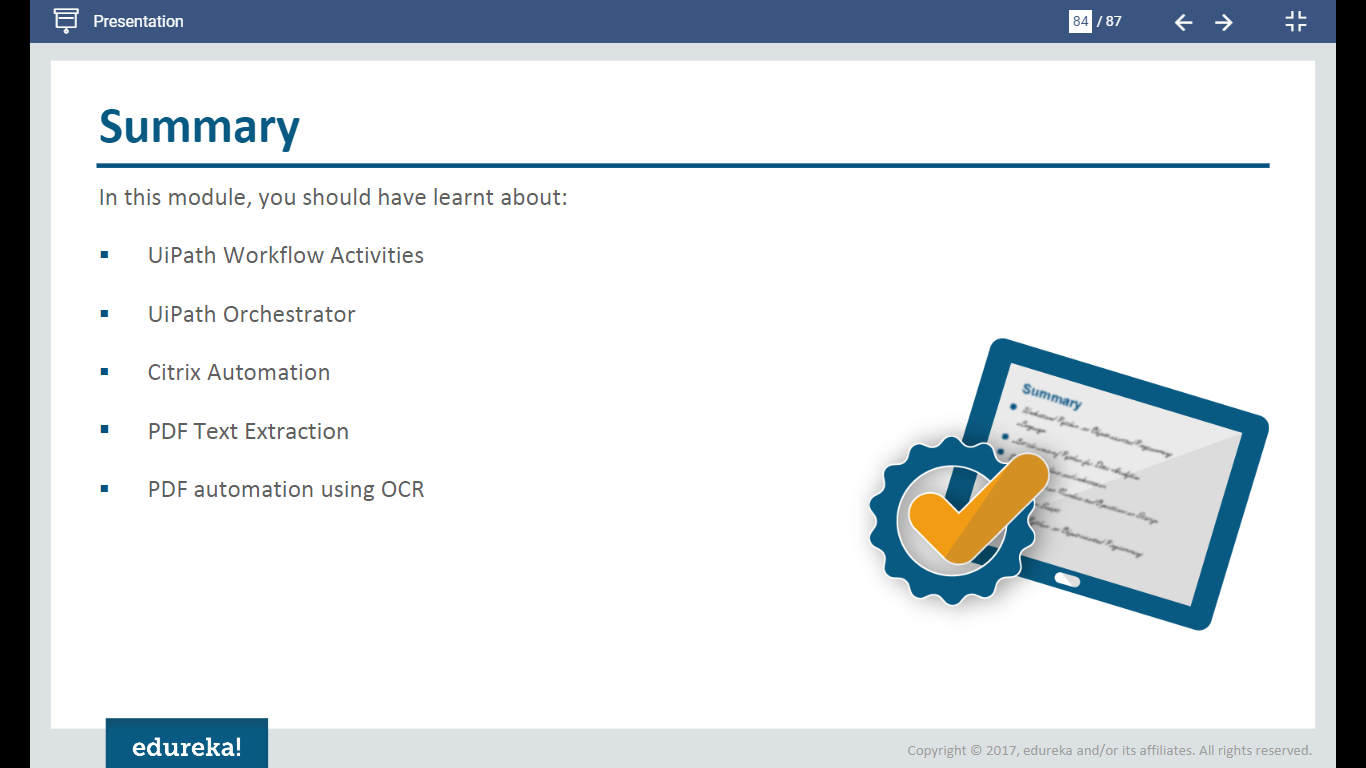 Presentation
84 / 87
Summary
In this module, you should have learnt about:
▪ UiPath Workflow Activities
▪ UiPath Orchestrator
▪ Citrix Automation
▪ PDF Text Extraction
▪ PDF automation using OCR
Summary
edureka!
Copyright © 2017, edureka and/or its affiliates. All rights reserved.